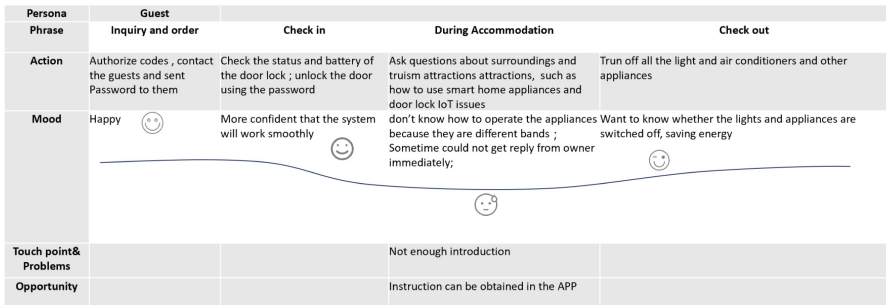 Persona Guest
Phrase Inquiry and order Check in During Accommodation Check out
Action
Authorize codes , contact
the guests and sent
Password to them
Check the status and battery of
the door lock ; unlock the door
using the password
Ask questions about surroundings and
truism attractions attractions, such as
how to use smart home appliances and
door lock IoT issues
Trun off all the light and air conditioners and other
appliances
Mood
Happy
More confident that the system
will work smoothly
don't know how to operate the appliances
because they are different bands ;
Sometime could not get reply from owner
immediately;
Want to know whether the lights and appliances are
switched off, saving energy
Touch point&
Problems
Not enough introduction
Opportunity
Instruction can be obtained in the APP